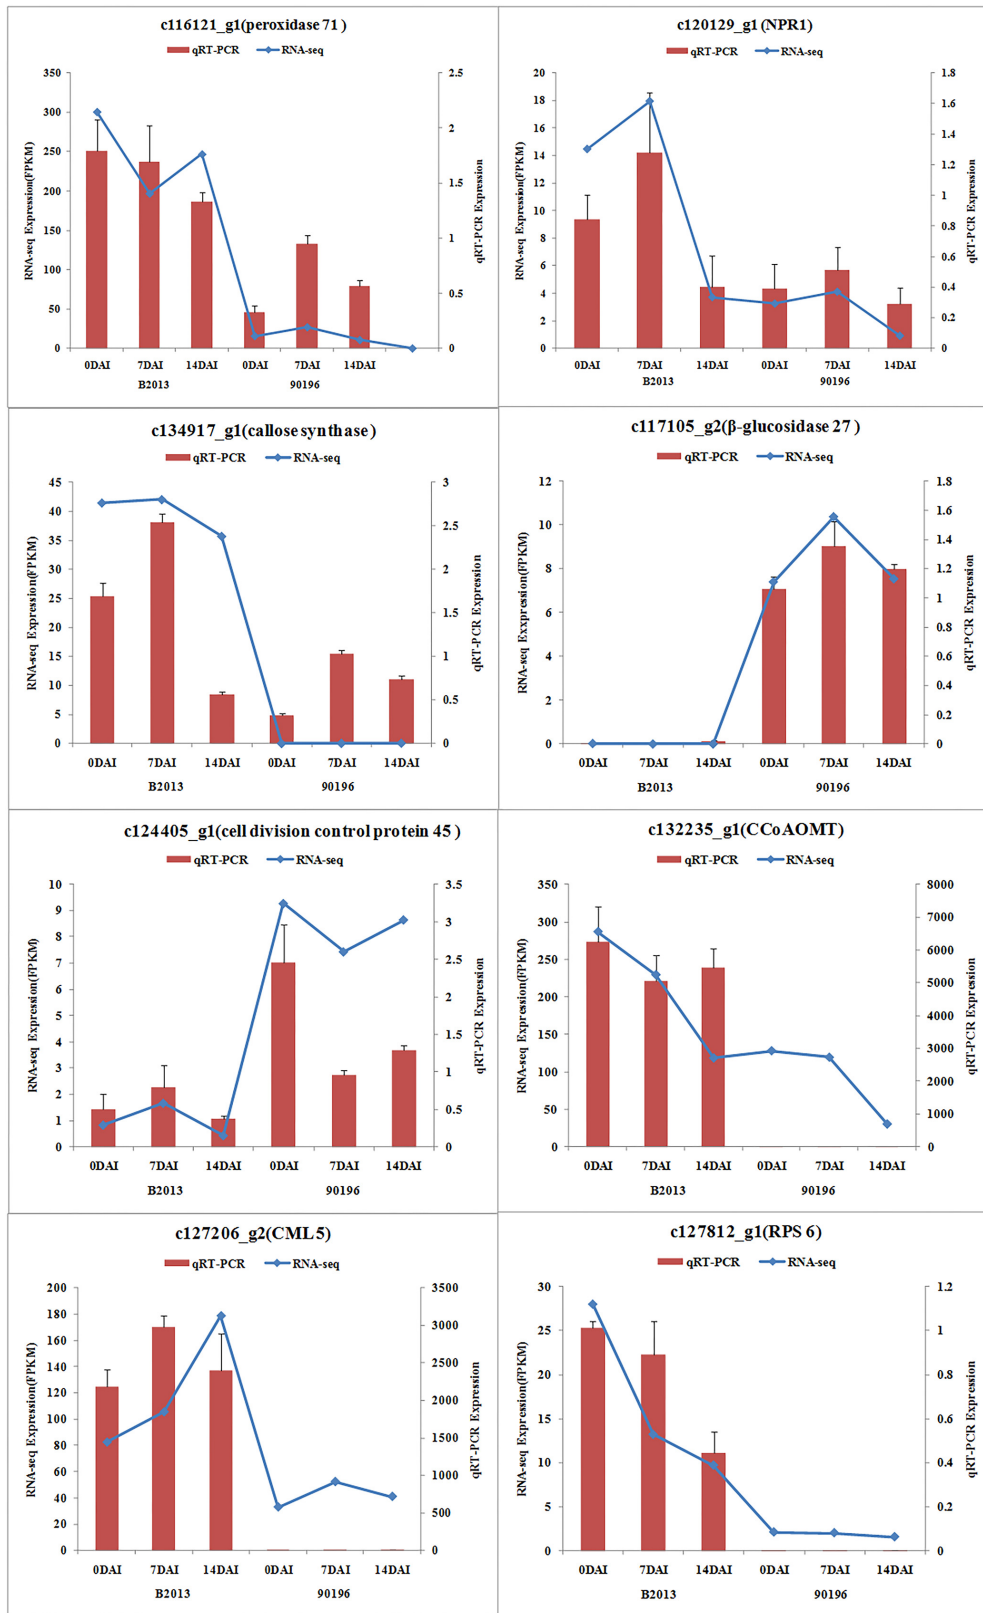 c116121_g1(peroxidase 71)
qRT-PCR RNA-seq
RNA-seq Expression(FPKM)
350
300
250
200
150
100
50
0
2.5
2
1.5
1
0.5
0
qRT-PCR Expression
0DAI 7DAI 14DAI 0DAI 7DAI 14DAI
B2013 90196
c120129_g1(NPR1)
qRT-PCR RNA-seq
RNA-seq Expression(FPKM)
20
18
16
14
12
10
8
6
4
2
0
1.8
1.6
1.4
1.2
1
0.8
0.6
0.4
0.2
0
qRT-PCR Expression
0DAI 7DAI 14DAI 0DAI 7DAI 14DAI
B2013 90196
c134917_g1(callose synthase)
qRT-PCR RNA-seq
RNA-seq Expression(FPKM)
45
40
35
30
25
20
15
10
5
0
3
2.5
2
1.5
1
0.5
0
qRT-PCR Expression
0DAI 7DAI 14DAI 0DAI 7DAI 14DAI
B2013 90196
c117105_g2(β-glucosidase 27)
qRT-PCR RNA-seq
RNA-seq Exxpression(FPKM)
12
10
8
6
4
2
0
1.8
1.6
1.4
1.2
1
0.8
0.6
0.4
0.2
0
qRT-PCR Expression
0DAI 7DAI 14DAI 0DAI 7DAI 14DAI
B2013 90196
c124405_g1(cell division control protein 45)
qRT-PCR RNA-seq
RNA-seq Expression(FPKM)
10
9
8
7
6
5
4
3
2
1
0
3.5
3
2.5
2
1.5
1
0.5
0
qRT-PCR Expression
0DAI 7DAI 14DAI 0DAI 7DAI 14DAI
B2013 90196
c132235_g1(CCoAOMT)
qRT-PCR RNA-seq
RNA-seq Expression(FPKM)
350
300
250
200
150
100
50
0
8000
7000
6000
5000
4000
3000
2000
1000
0
qRT-PCR Expression
0DAI 7DAI 14DAI 0DAI 7DAI 14DAI
B2013 90196
c127206_g2(CML5)
qRT-PCR RNA-seq
RNA-seq Expression(FPKM)
200
180
160
140
120
100
80
60
40
20
0
3500
3000
2500
2000
1500
1000
500
0
qRT-PCR Expression
0DAI 7DAI 14DAI 0DAI 7DAI 14DAI
B2013 90196
c127812_g1(RPS 6)
qRT-PCR RNA-seq
RNA-seq Expression(FPKM)
30
25
20
15
10
5
0
1.2
1
0.8
0.6
0.4
0.2
0
qRT-PCR Expression
0DAI 7DAI 14DAI 0DAI 7DAI 14DAI
B2013 90196